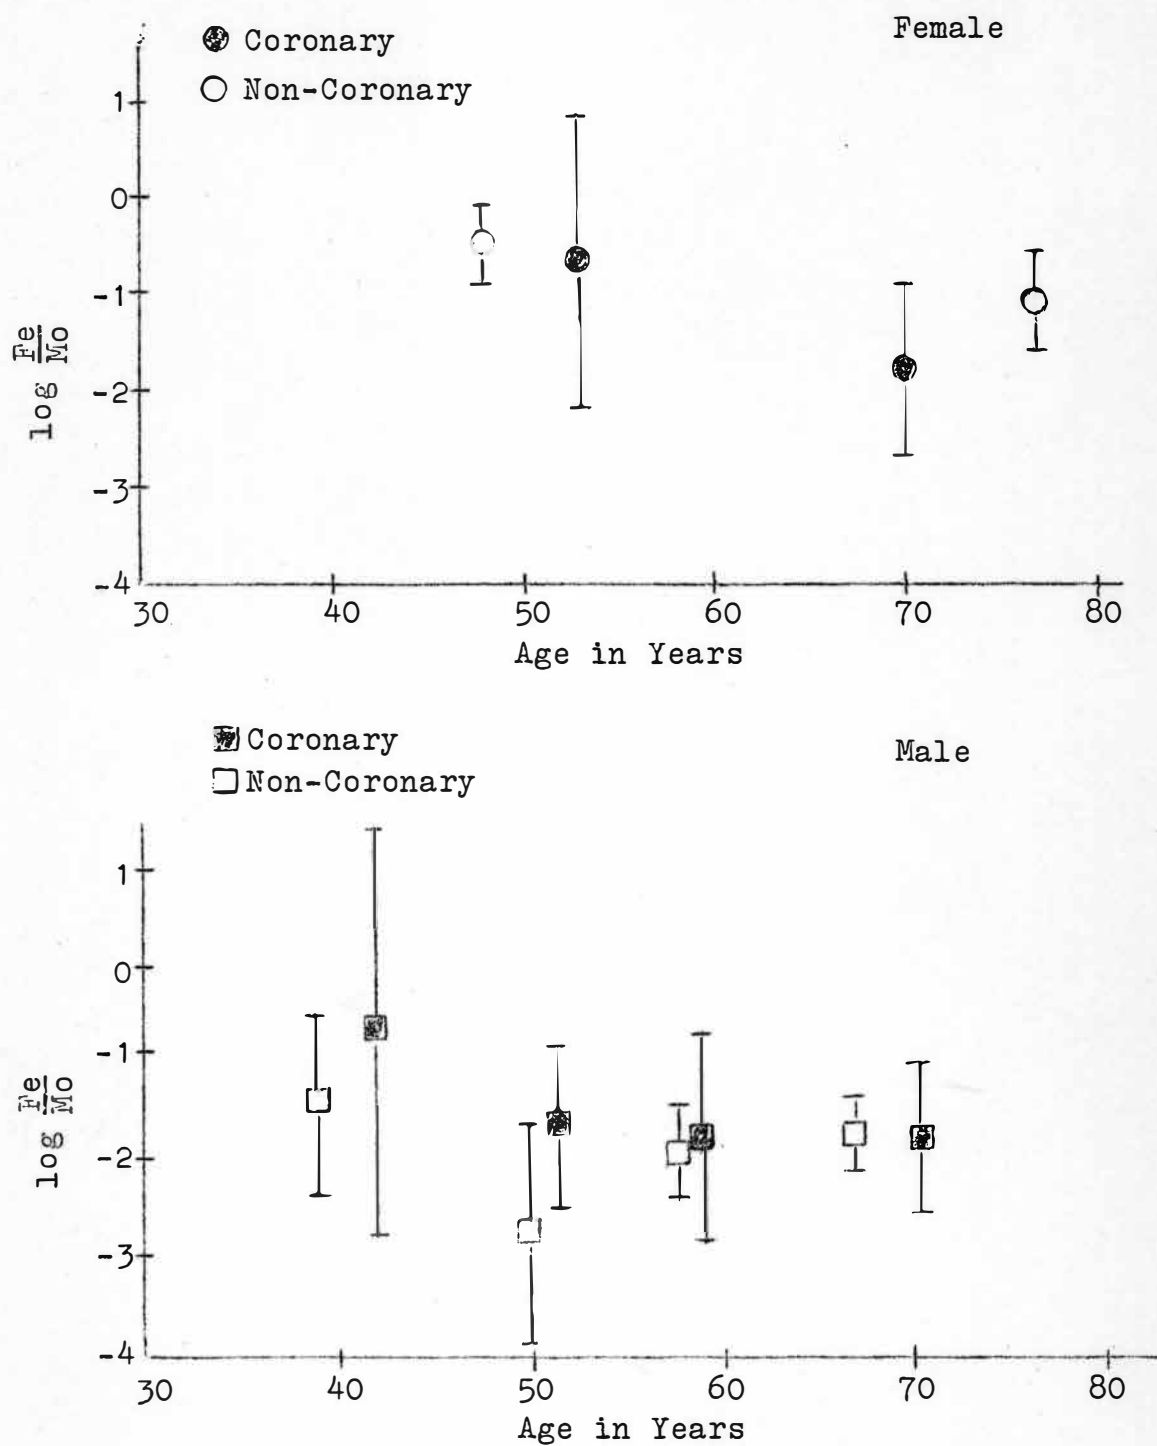 Female
Coronary
Non-Coronary
1
0
-1
-2
-3
-4
log Fe/Mo
30 40 50 60 70 80
Age in Years
Male
Coronary
Non-Coronary
1
0
-1
-2
-3
-4
log Fe/Mo
30 40 50 60 70 80
Age in Years